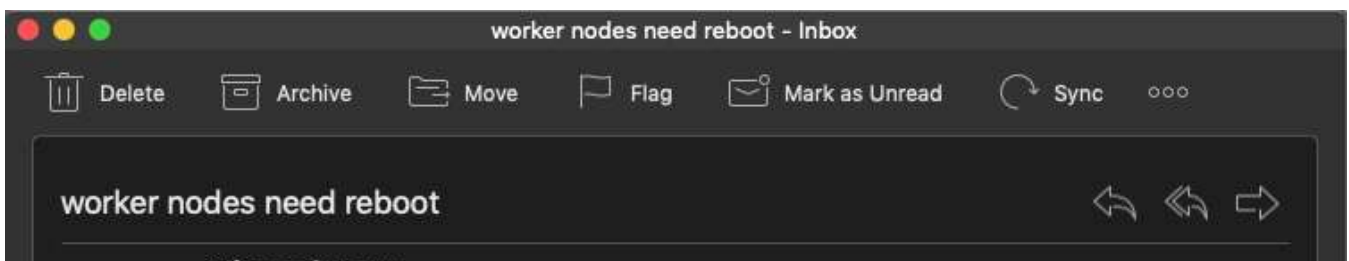 worker nodes need reboot - Inbox
Delete Archive Move Flag Mark as Unread Sync
worker nodes need reboot